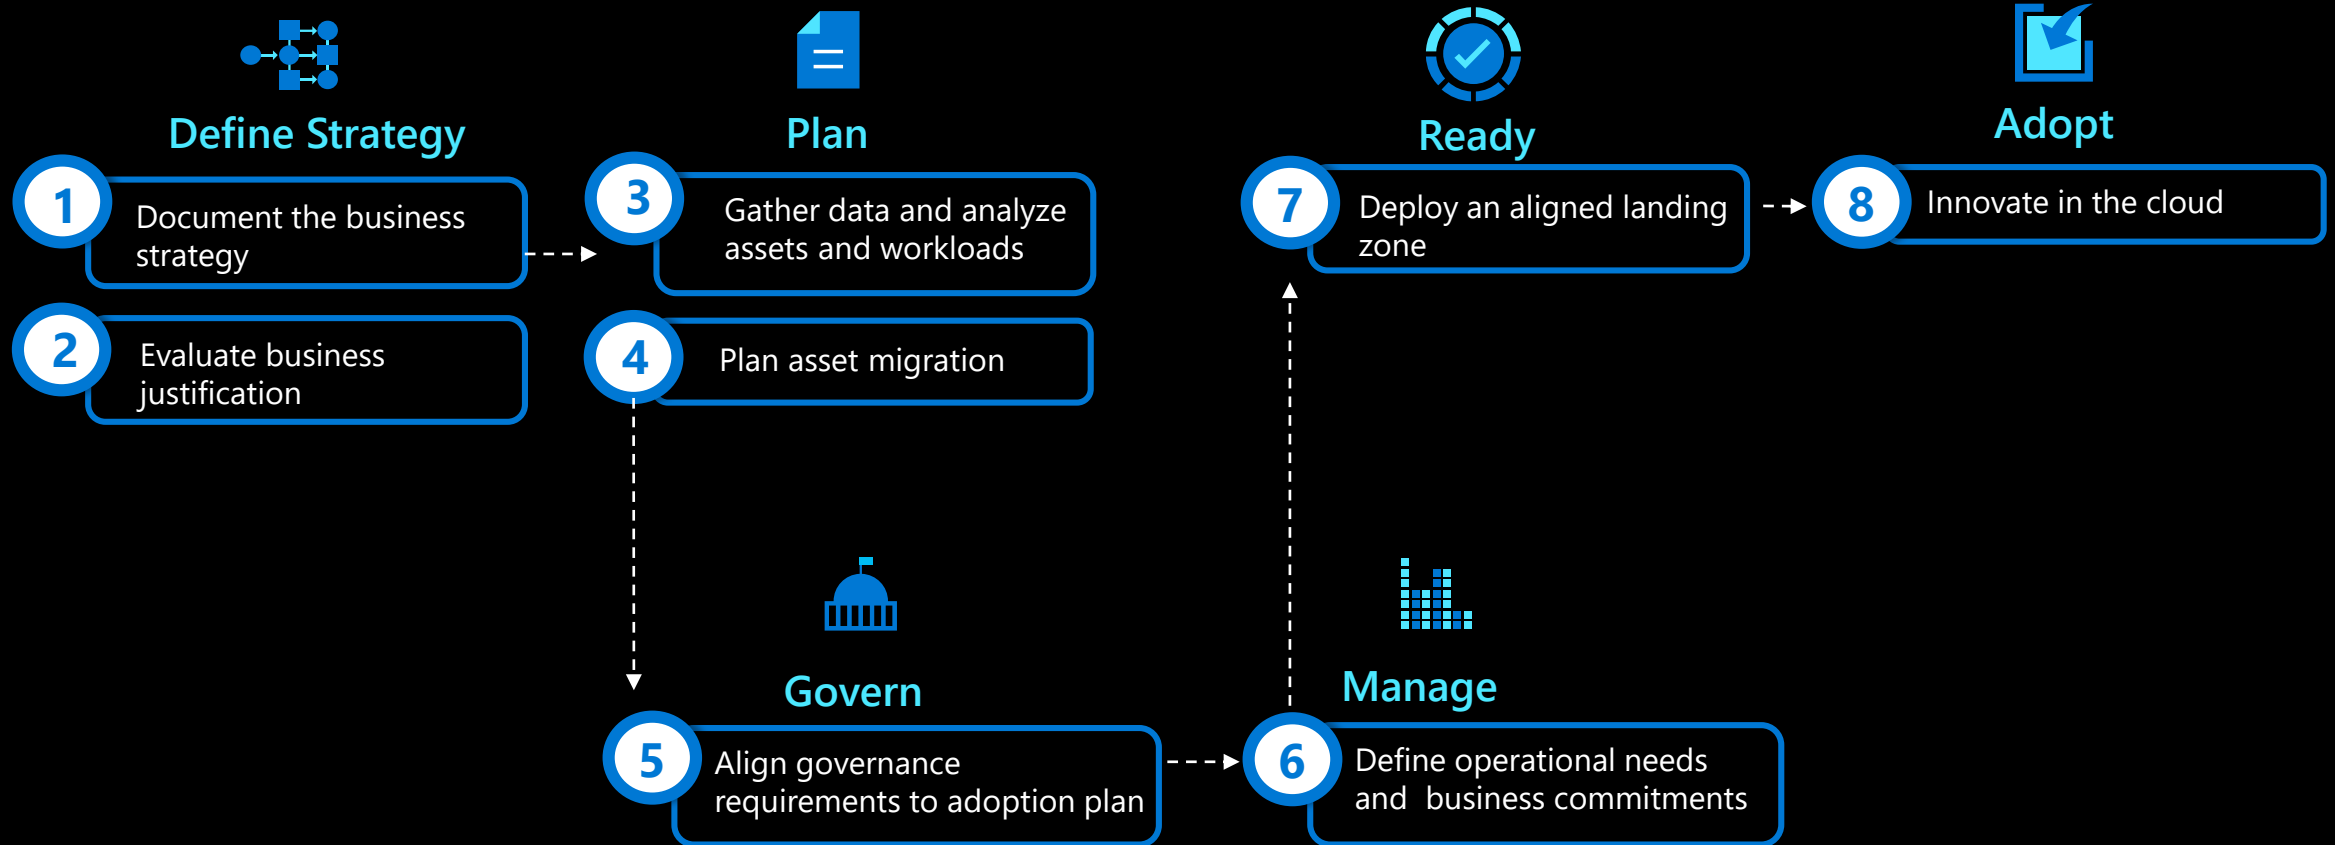 Define Strategy
1
Document the business
strategy
2
Evaluate business
justification
Plan
3
Gather data and analyze
assets and workloads
4
Plan asset migration
Govern
5
Align governance
requirements to adoption plan
Manage
6
Define operational needs
and  business commitments
Ready
7
Deploy an aligned landing
zone
Adopt
8
Innovate in the cloud